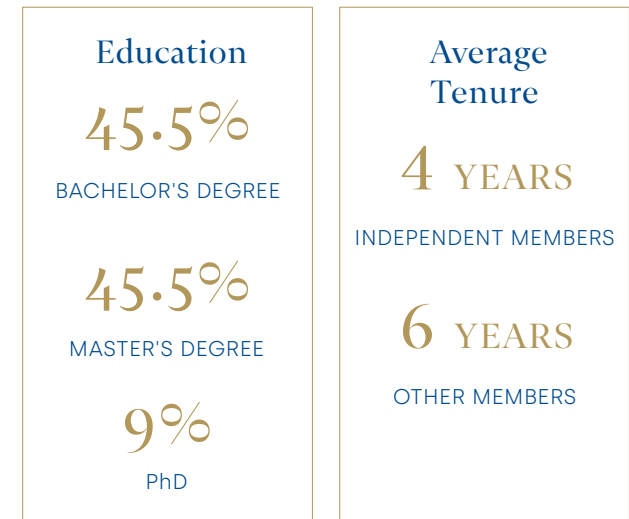 Education
45.5%
BACHELOR'S DEGREE
45.5%
MASTER'S DEGREE
9%
PhD
Average
Tenure
4 YEARS
INDEPENDENT MEMBERS
6 YEARS
OTHER MEMBERS